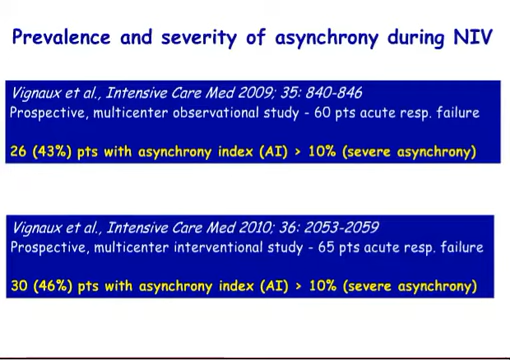 Prevalence and severity of asynchrony during NIV
Vignaux et al., Intensive Care Med 2009; 35: 840-846
Prospective, multicenter observational study - 60 pts acute resp. failure
26 (43%) pts with asynchrony index (AI) > 10% (severe asynchrony)
Vignaux et al., Intensive Care Med 2010; 36: 2053-2059
Prospective, multicenter interventional study - 65 pts acute resp. failure
30 (46%) pts with asynchrony index (AI) > 10% (severe asynchrony)